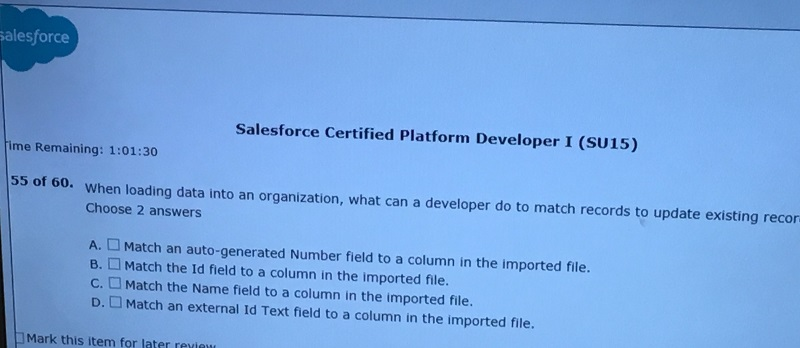 salesforce
Salesforce Certified Platform Developer I (SU15)
Time Remaining: 1:01:30
55 of 60. When loading data into an organization, what can a developer do to match records to update existing recor
Choose 2 answers
A. Match an auto-generated Number field to a column in the imported file.
B. Match the Id field to a column in the imported file.
C. Match the Name field to a column in the imported file.
D. Match an external Id Text field to a column in the imported file.
Mark this item for later review